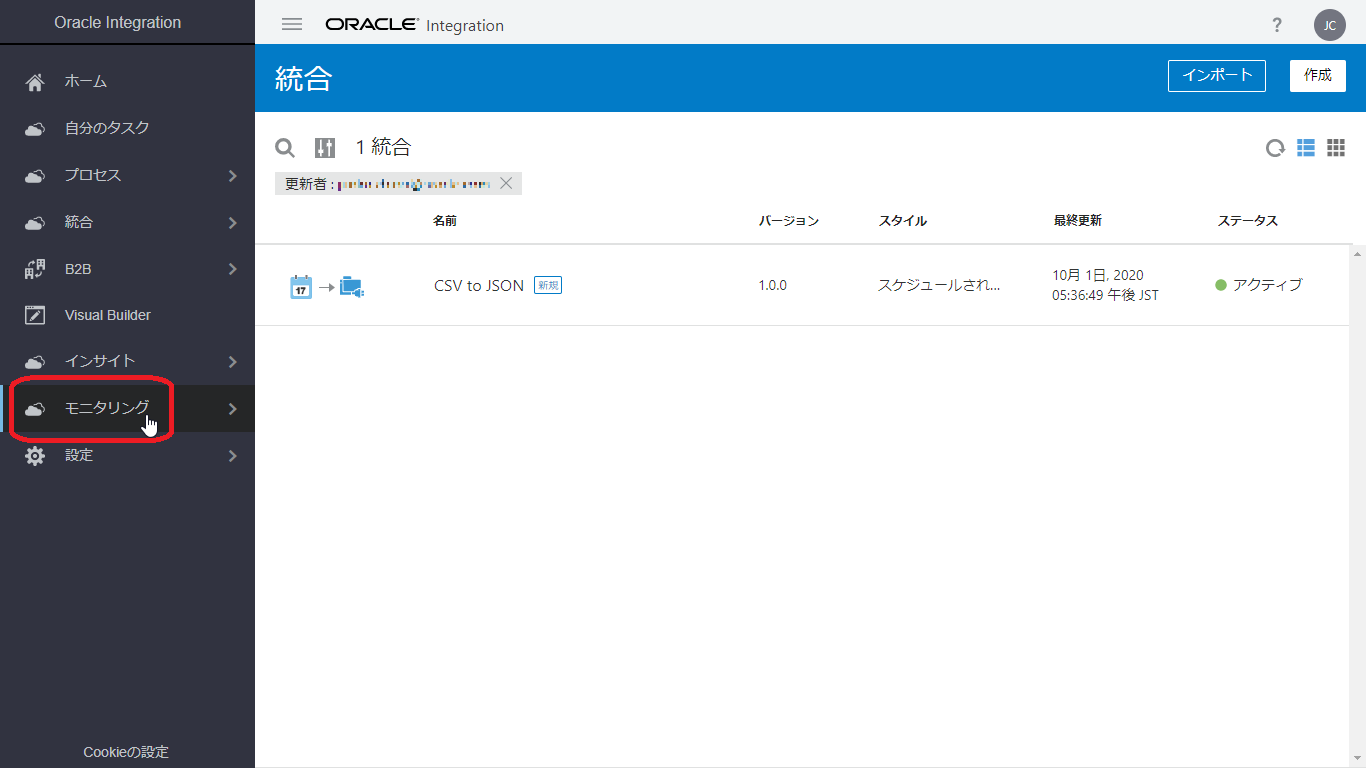 Oracle Integration
ホーム
自分のタスク
プロセス
統合
B2B
Visual Builder
インサイト
モニタリング
設定
Cookieの設定
ORACLE Integration
?
JC
統合
インポート
作成
1 統合
更新者 :
名前 バージョン スタイル 最終更新 ステータス
17
CSV to JSON 新規 1.0.0 スケジュールされ... 10月 1日, 2020 アクティブ
05:36:49 午後 JST